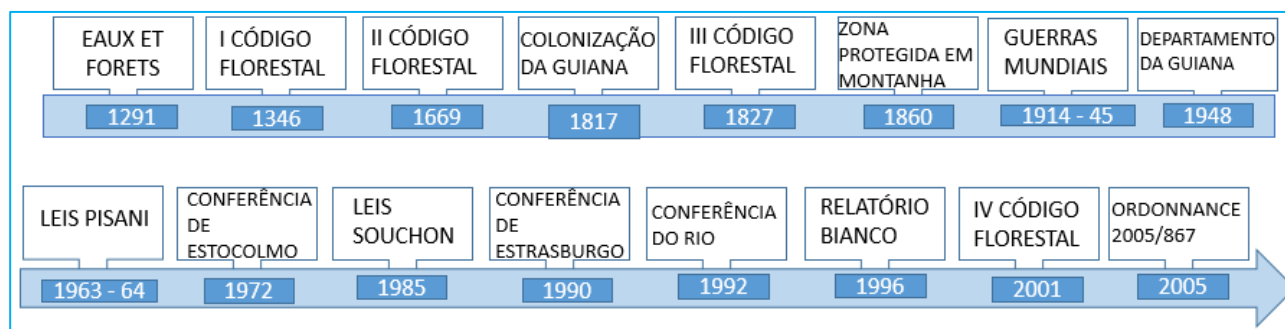 EAUX ET
FORETS
I CÓDIGO
FLORESTAL
II CÓDIGO
FLORESTAL
COLONIZAÇÃO
DA GUIANA
III CÓDIGO
FLORESTAL
ZONA
PROTEGIDA EM
MONTANHA
GUERRAS
MUNDIAIS
DEPARTAMENTO
DA GUIANA
1291
1346
1669
1817
1827
1860
1914 - 45
1948
LEIS PISANI
CONFERÊNCIA
DE
ESTOCOLMO
LEIS
SOUCHON
CONFERÊNCIA
DE
ESTRASBURGO
CONFERÊNCIA
DO RIO
RELATÓRIO
BIANCO
IV CÓDIGO
FLORESTAL
ORDONNANCE
2005/867
1963 - 64
1972
1985
1990
1992
1996
2001
2005